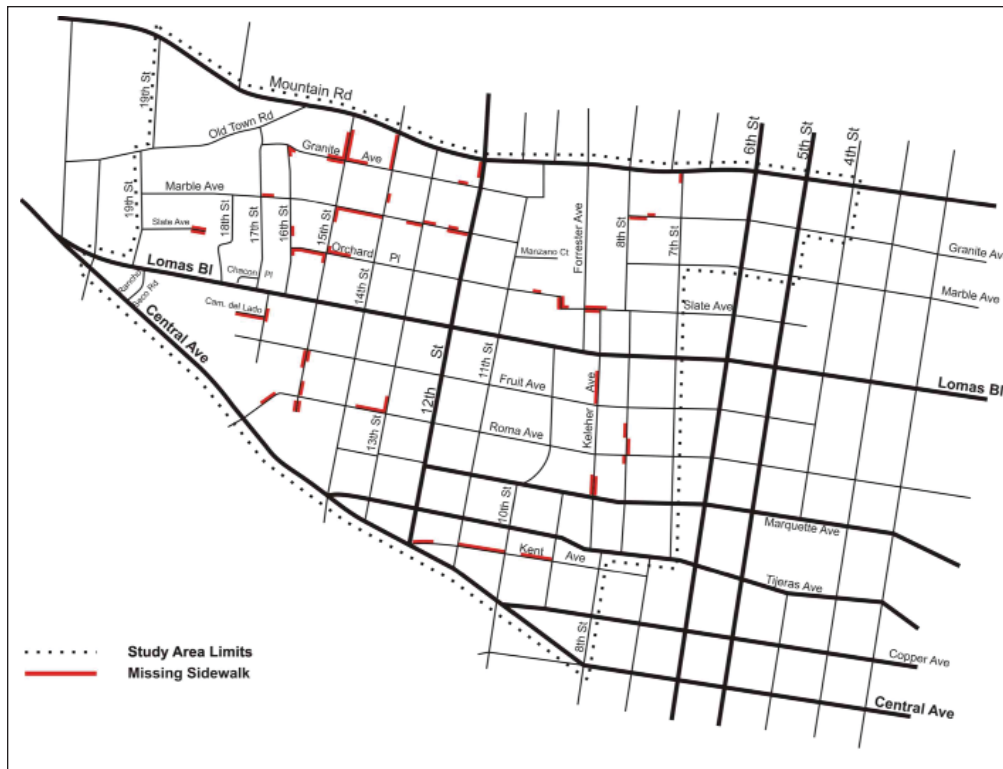 Mountain Rd
19th St
Old Town Rd
Granite Ave
6th St
5th St
4th St
Marble Ave
19th St
Slate Ave
18th St
17th St
16th St
15th St
Orchard Pl
Manzano Ct
Forrester Ave
8th St
7th St
Granite Av
Marble Ave
Slate Ave
Lomas Bl
Chacon Pl
14th St
Cam. del Lado
Central Ave
12th St
11th St
Fruit Ave
Keleher Ave
Lomas Bl
13th St
Roma Ave
10th St
Marquette Ave
Kent Ave
Tijeras Ave
8th St
Copper Ave
Central Ave
Study Area Limits
Missing Sidewalk